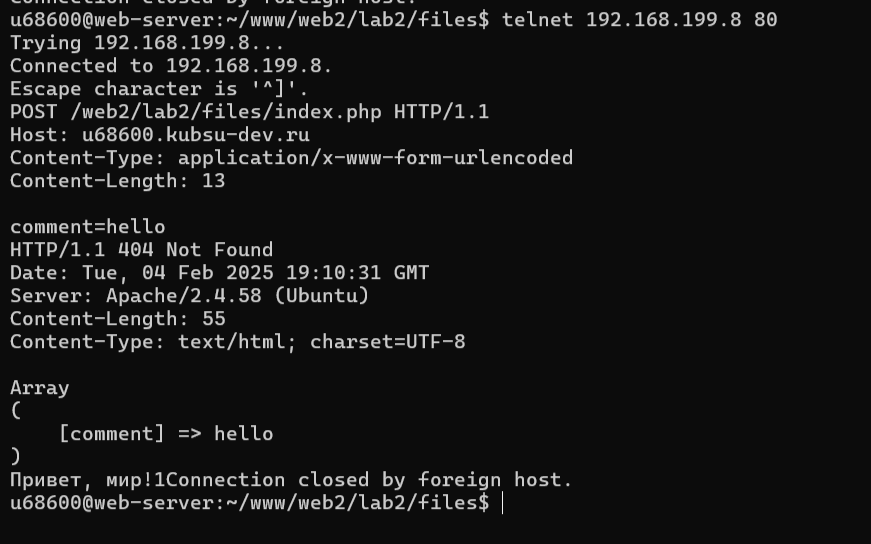 Connection closed by foreign host.
u68600@web-server:~/www/web2/lab2/files$ telnet 192.168.199.8 80
Trying 192.168.199.8...
Connected to 192.168.199.8.
Escape character is '^]'.
POST /web2/lab2/files/index.php HTTP/1.1
Host: u68600.kubsu-dev.ru
Content-Type: application/x-www-form-urlencoded
Content-Length: 13

comment=hello
HTTP/1.1 404 Not Found
Date: Tue, 04 Feb 2025 19:10:31 GMT
Server: Apache/2.4.58 (Ubuntu)
Content-Length: 55
Content-Type: text/html; charset=UTF-8

Array
(
    [comment] => hello
)
Привет, мир!1Connection closed by foreign host.
u68600@web-server:~/www/web2/lab2/files$